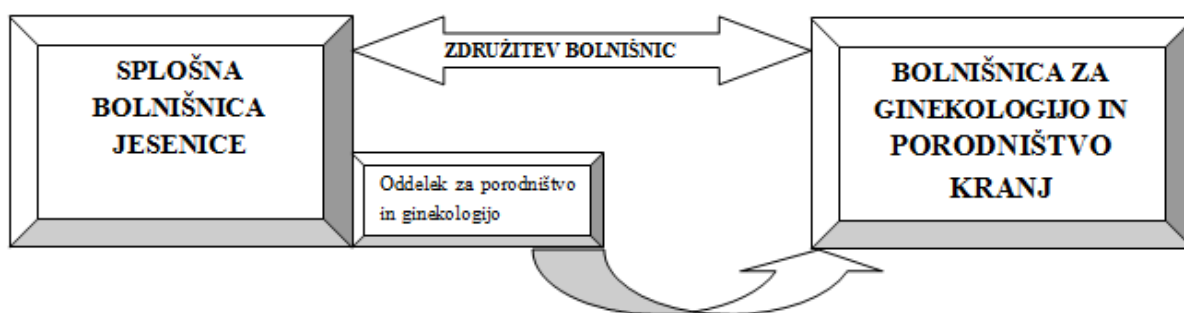 SPLOŠNA
BOLNIŠNICA
JESENICE
ZDRUŽITEV BOLNIŠNIC
Oddelek za porodništvo
in ginekologijo
BOLNIŠNICA ZA
GINEKOLOGIJO IN
PORODNIŠTVO
KRANJ